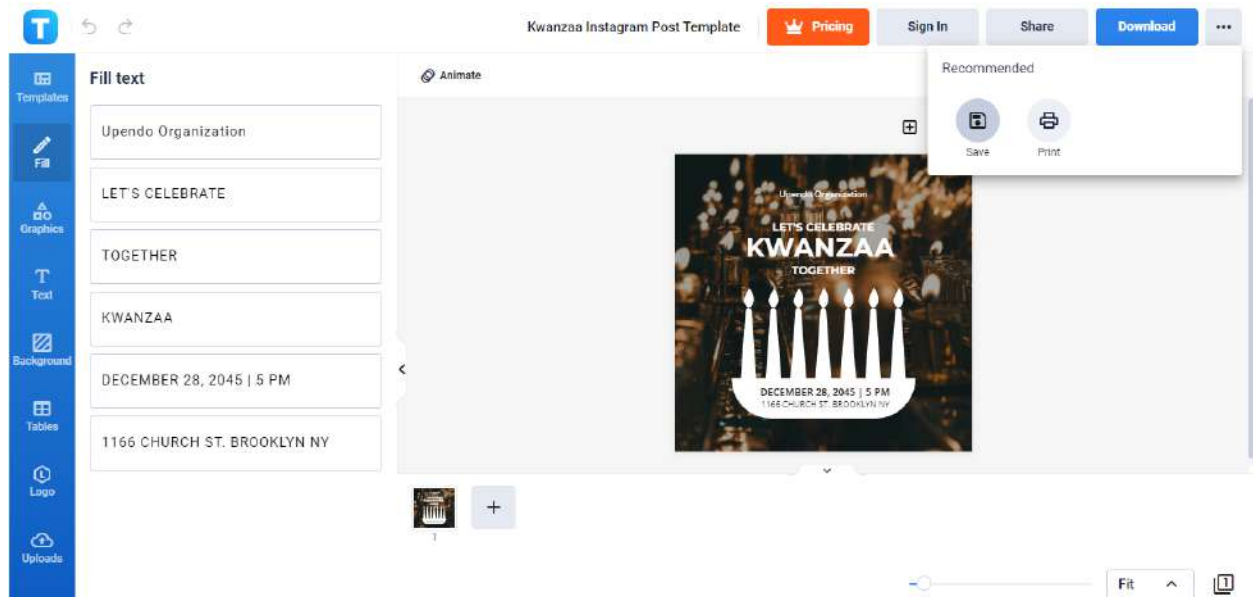 T
Kwanzaa Instagram Post Template
Pricing
Sign In
Share
Download
Templates
Fill
Graphics
Text
Background
Tables
Logo
Uploads
Fill text
Upendo Organization
LET'S CELEBRATE
TOGETHER
KWANZAA
DECEMBER 28, 2045 | 5 PM
1166 CHURCH ST. BROOKLYN NY
Animate
Recommended
Save
Print
Upendo Organization
LET'S CELEBRATE
KWANZAA
TOGETHER
DECEMBER 28, 2045 | 5 PM
1166 CHURCH ST. BROOKLYN NY
Fit
1